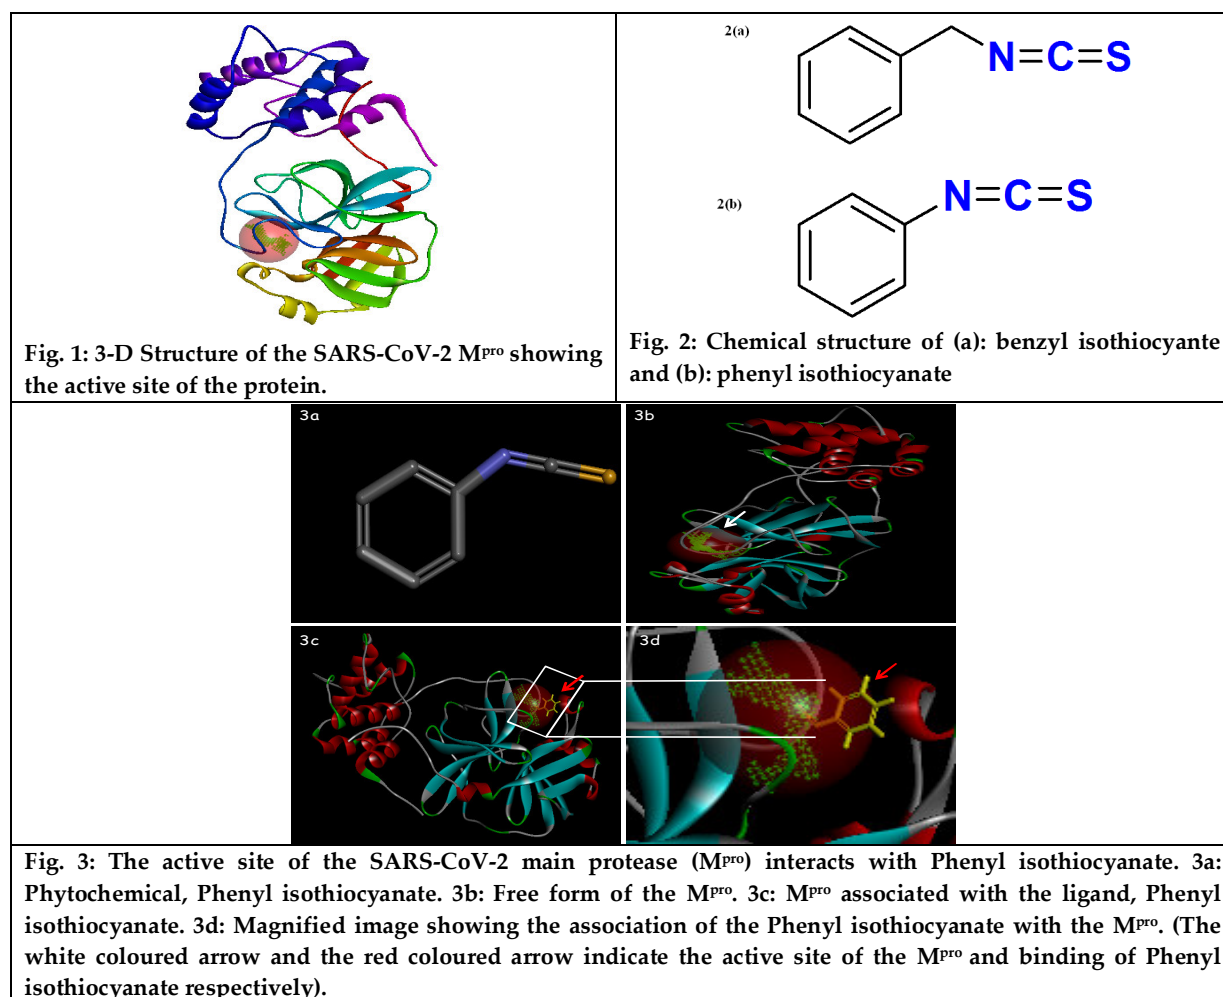 2(a)
N=C=S
2(b)
N=C=S
Fig. 1: 3-D Structure of the SARS-CoV-2 Mᵖʳᵒ showing
the active site of the protein.
Fig. 2: Chemical structure of (a): benzyl isothiocyante
and (b): phenyl isothiocyanate
3a
3b
3c
3d
Fig. 3: The active site of the SARS-CoV-2 main protease (Mᵖʳᵒ) interacts with Phenyl isothiocyanate. 3a:
Phytochemical, Phenyl isothiocyanate. 3b: Free form of the Mᵖʳᵒ. 3c: Mᵖʳᵒ associated with the ligand, Phenyl
isothiocyanate. 3d: Magnified image showing the association of the Phenyl isothiocyanate with the Mᵖʳᵒ. (The
white coloured arrow and the red coloured arrow indicate the active site of the Mᵖʳᵒ and binding of Phenyl
isothiocyanate respectively).